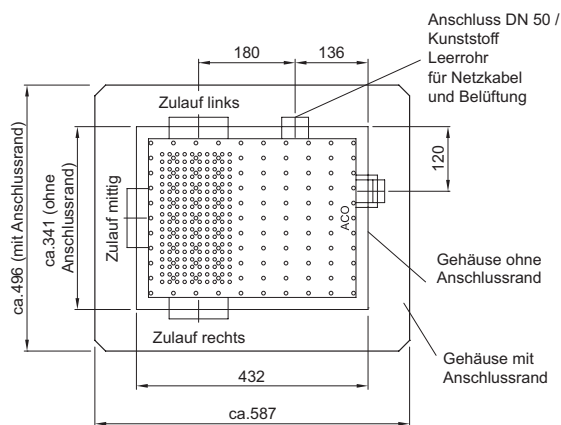 Anschluss DN 50 /
Kunststoff
Leerrohr
für Netzkabel
und Belüftung
180
136
Zulauf links
120
ca.496 (mit Anschlussrand)
ca.341 (ohne
Anschlussrand)
Zulauf mittig
ACO
Gehäuse ohne
Anschlussrand
Zulauf rechts
Gehäuse mit
Anschlussrand
432
ca.587